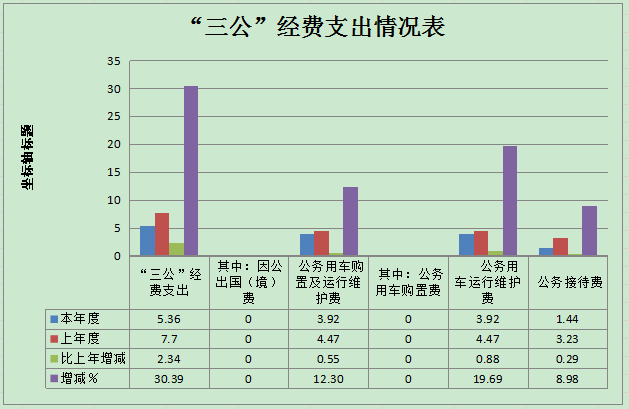 “三公”经费支出情况表
35
30
25
20
15
10
5
0
坐标轴标题
“三公”经
费支出
其中：因公
出国（境）
费
公务用车购
置及运行维
护费
其中：公务
用车购置费
公务用
车运行维护
费
公务接待费
本年度 5.36 0 3.92 0 3.92 1.44
上年度 7.7 0 4.47 0 4.47 3.23
比上年增减 2.34 0 0.55 0 0.88 0.29
增减％ 30.39 0 12.30 0 19.69 8.98